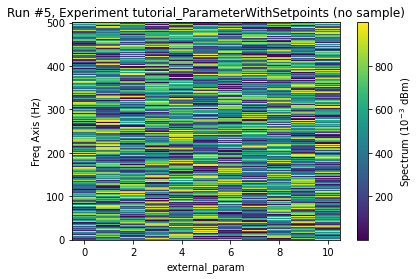 Run #5, Experiment tutorial_ParameterWithSetpoints (no sample)
500
400
300
200
100
0
Freq Axis (Hz)
0 2 4 6 8 10
external_param
800
600
400
200
Spectrum (10⁻³ dBm)